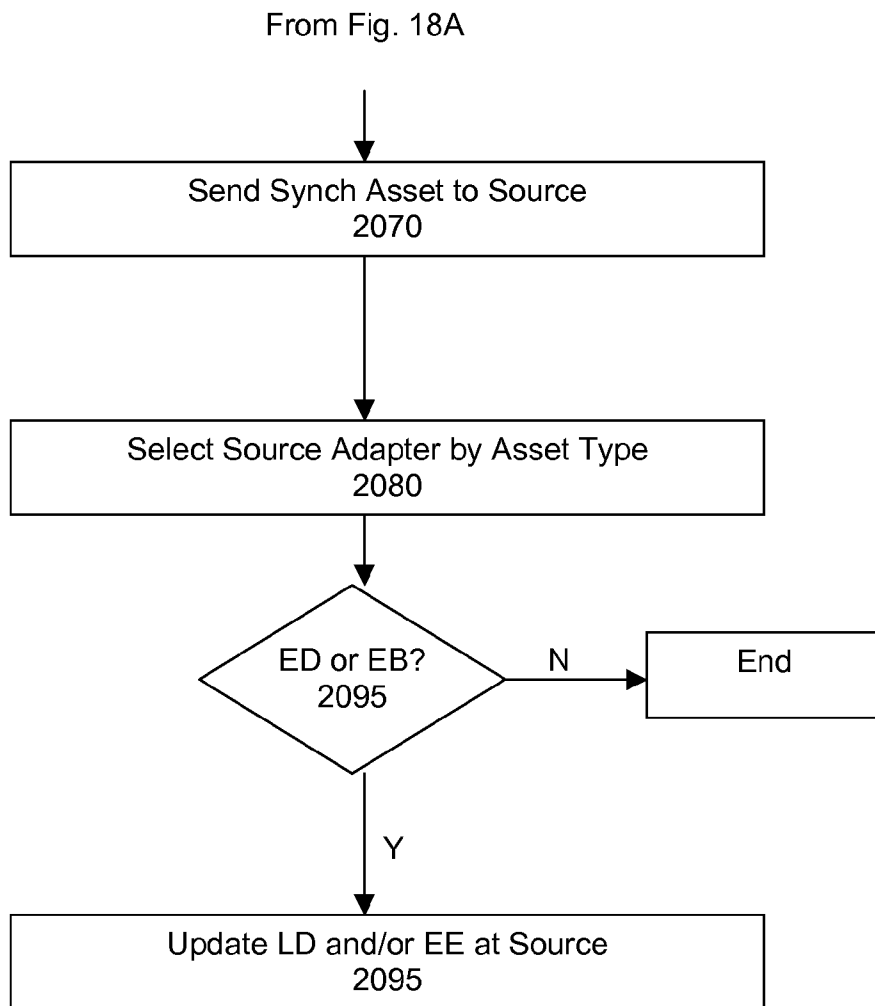 From Fig. 18A
Send Synch Asset to Source
2070
Select Source Adapter by Asset Type
2080
ED or EB?
2095
N
End
Y
Update LD and/or EE at Source
2095